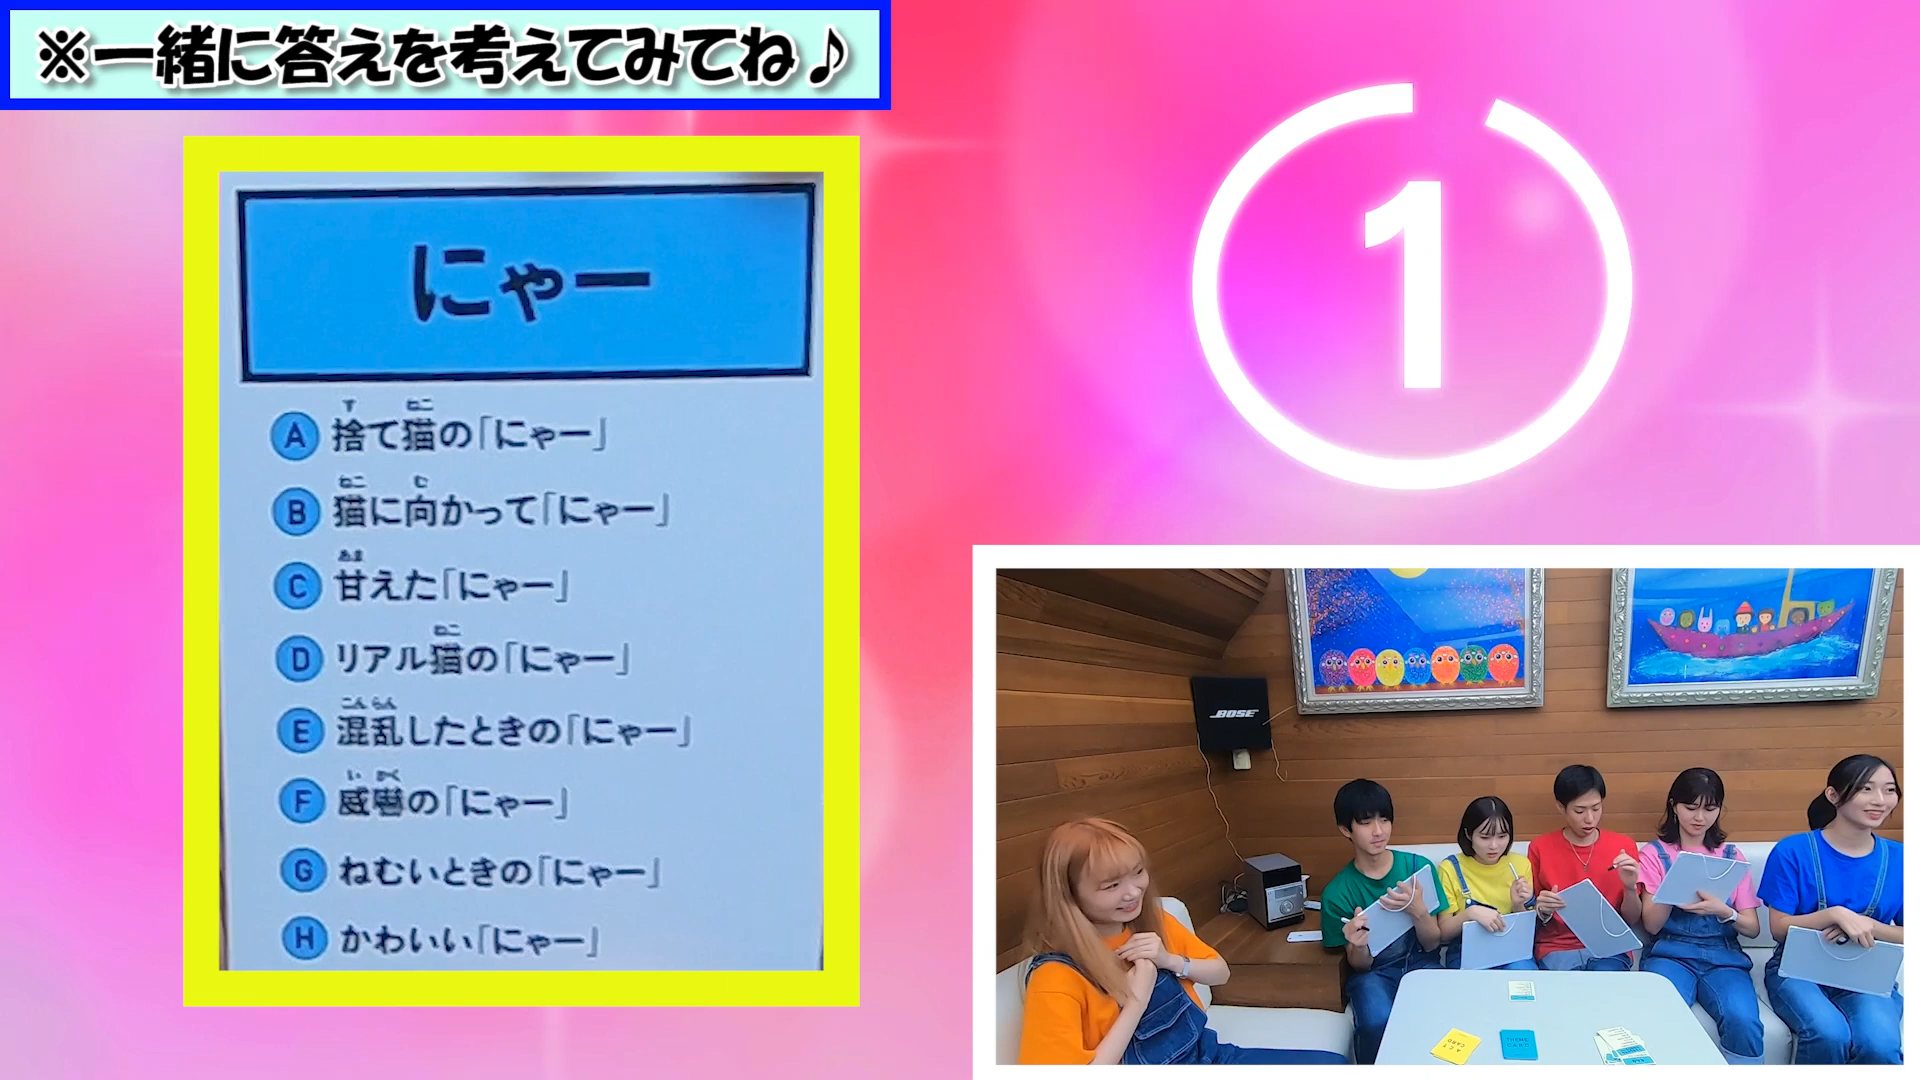 ※一緒に答えを考えてみてね♪
1
にゃー
A 捨て猫の「にゃー」
B 猫に向かって「にゃー」
C 甘えた「にゃー」
D リアル猫の「にゃー」
E 混乱したときの「にゃー」
F 威嚇の「にゃー」
G ねむいときの「にゃー」
H かわいい「にゃー」
BOSE
ACT CARD
THEME CARD